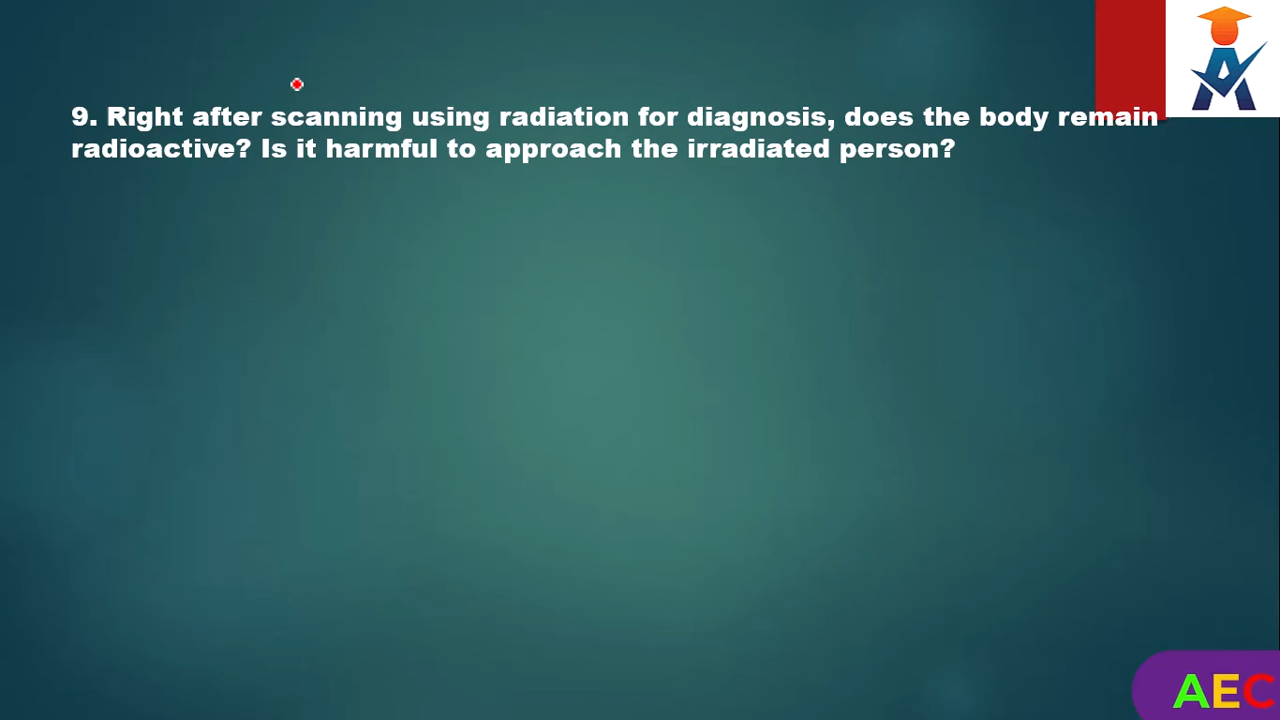 9. Right after scanning using radiation for diagnosis, does the body remain
radioactive? Is it harmful to approach the irradiated person?
AEC